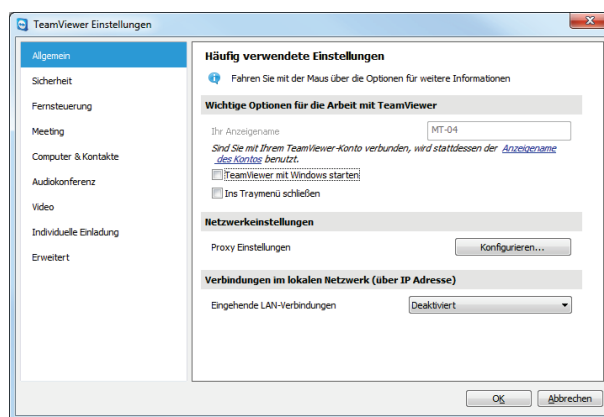 TeamViewer Einstellungen
Allgemein
Sicherheit
Fernsteuerung
Meeting
Computer & Kontakte
Audiokonferenz
Video
Individuelle Einladung
Erweitert
Häufig verwendete Einstellungen
Fahren Sie mit der Maus über die Optionen für weitere Informationen
Wichtige Optionen für die Arbeit mit TeamViewer
Ihr Anzeigename MT-04
Sind Sie mit Ihrem TeamViewer-Konto verbunden, wird stattdessen der Anzeigename
des Kontos benutzt.
TeamViewer mit Windows starten
Ins Traymenü schließen
Netzwerkeinstellungen
Proxy Einstellungen Konfigurieren...
Verbindungen im lokalen Netzwerk (über IP Adresse)
Eingehende LAN-Verbindungen Deaktiviert
OK Abbrechen